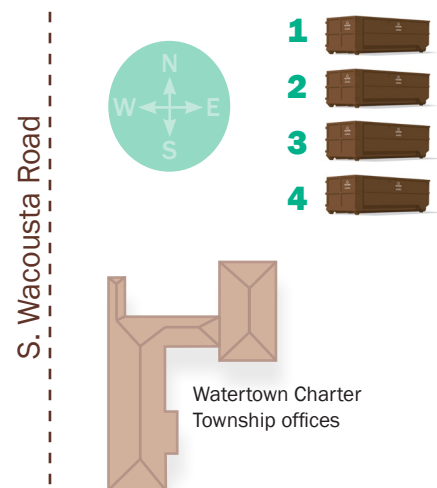 S. Wacousta Road
N
W
E
S
1
2
3
4
Watertown Charter
Township offices